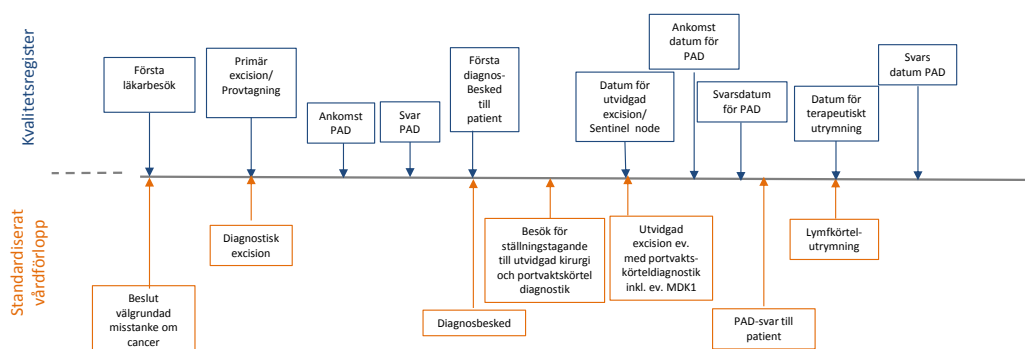 Kvalitetsregister
Första
läkarbesök
Primär
excision/
Provtagning
Ankomst
PAD
Svar
PAD
Första
diagnos-
Besked
till
patient
Datum för
utvidgad
excision/
Sentinel node
Ankomst
datum för
PAD
Svarsdatum
för PAD
Datum för
terapeutiskt
utrymning
Svars
datum PAD
Standardiserat
vårdförlopp
Beslut
välgrundad
misstanke om
cancer
Diagnostisk
excision
Diagnosbesked
Besök för
ställningstagande
till utvidgad kirurgi
och portvaktskörtel
diagnostik
Utvidgad
excision ev.
med portvakts-
körteldiagnostik
inkl. ev. MDK1
PAD-svar till
patient
Lymfkörtel-
utrymning